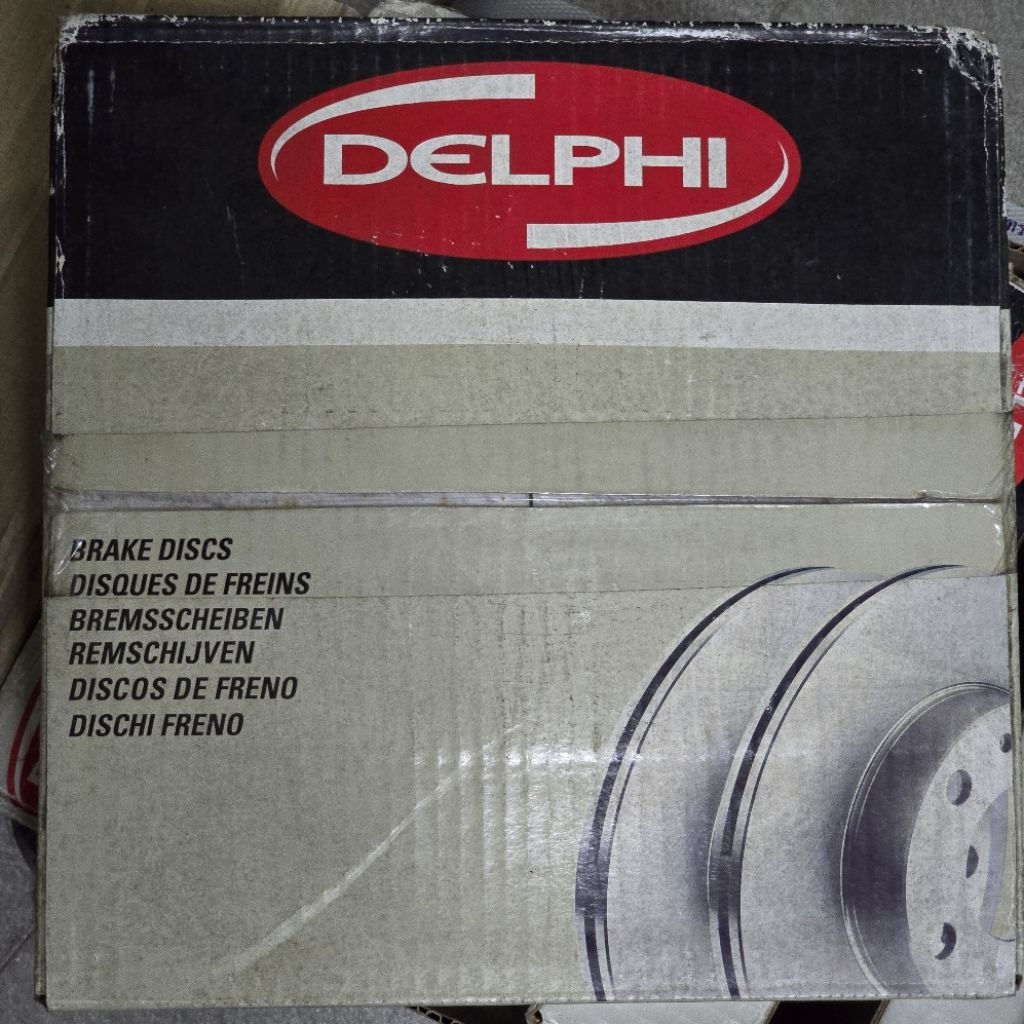 DELPHI
BRAKE DISCS
DISQUES DE FREINS
BREMSSCHEIBEN
REMSCHIJVEN
DISCOS DE FRENO
DISCHI FRENO